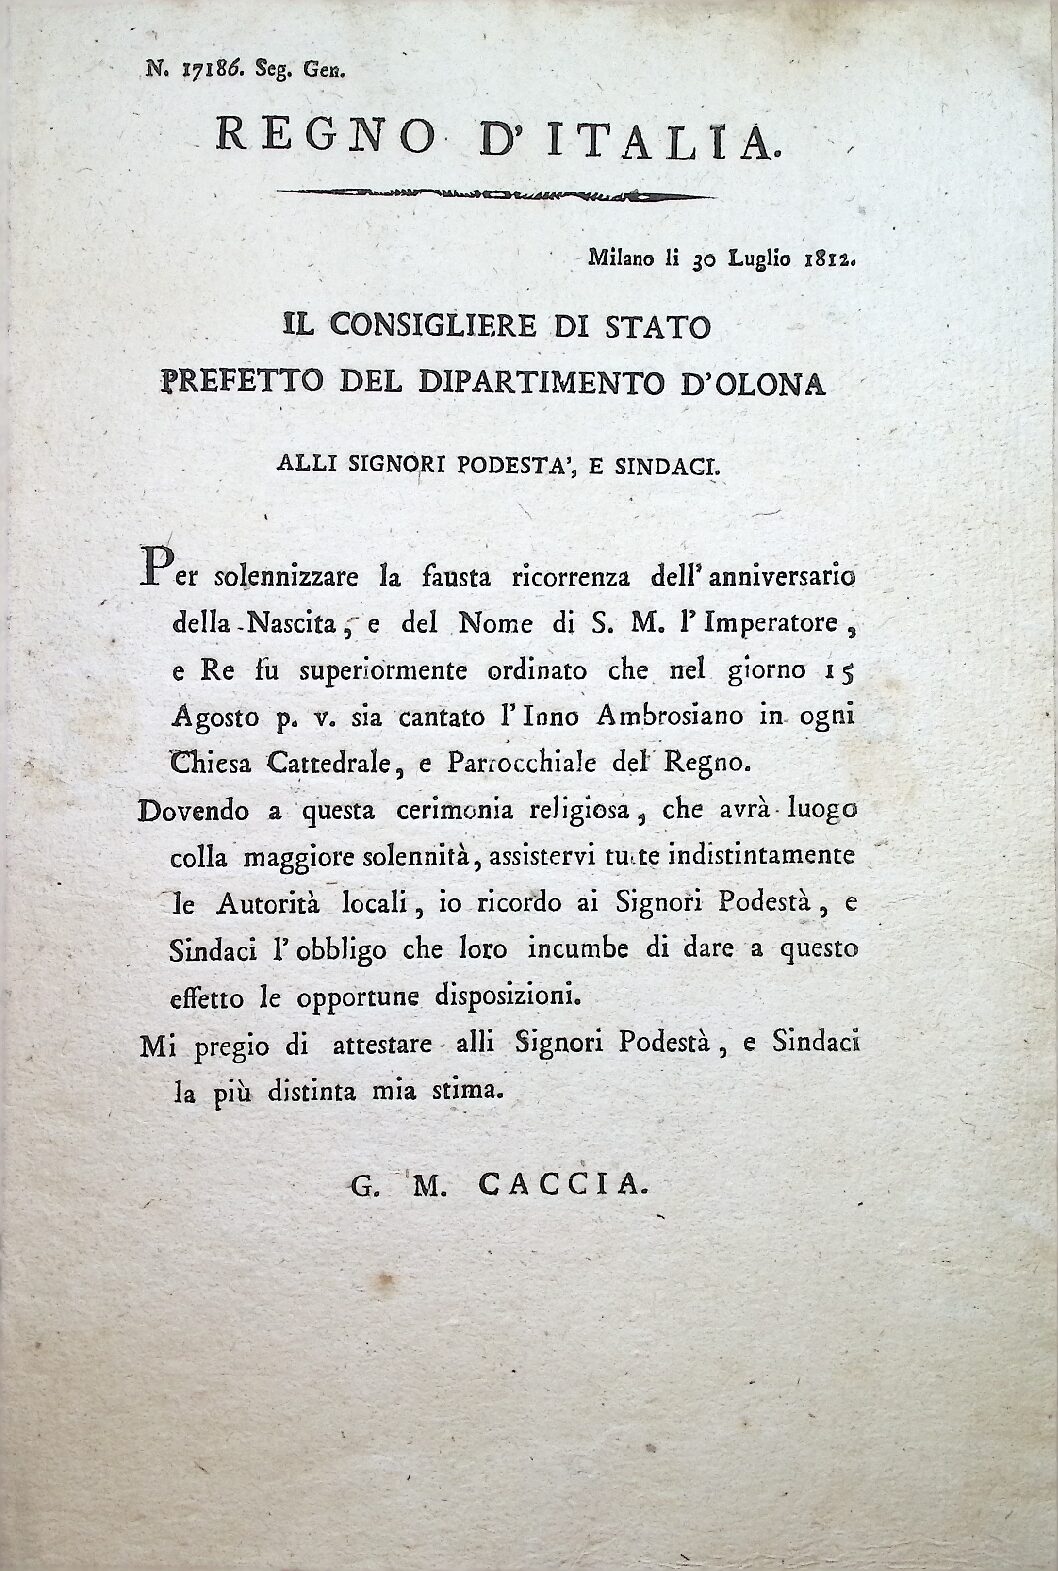 N. 17186. Seg. Gen.
REGNO D' ITALIA.
Milano li 30 Luglio 1812.
IL CONSIGLIERE DI STATO
PREFETTO DEL DIPARTIMENTO D'OLONA
ALLI SIGNORI PODESTA', E SINDACI.
Per solennizzare la fausta ricorrenza dell' anniversario
della Nascita, e del Nome di S. M. l' Imperatore,
e Re fu superiormente ordinato che nel giorno 15
Agosto p. v. sia cantato l' Inno Ambrosiano in ogni
Chiesa Cattedrale, e Parrocchiale del Regno.
Dovendo a questa cerimonia religiosa, che avrà luogo
colla maggiore solennità, assistervi tutte indistintamente
le Autorità locali, io ricordo ai Signori Podestà, e
Sindaci l' obbligo che loro incumbe di dare a questo
effetto le opportune disposizioni.
Mi pregio di attestare alli Signori Podestà, e Sindaci
la più distinta mia stima.
G. M. CACCIA.